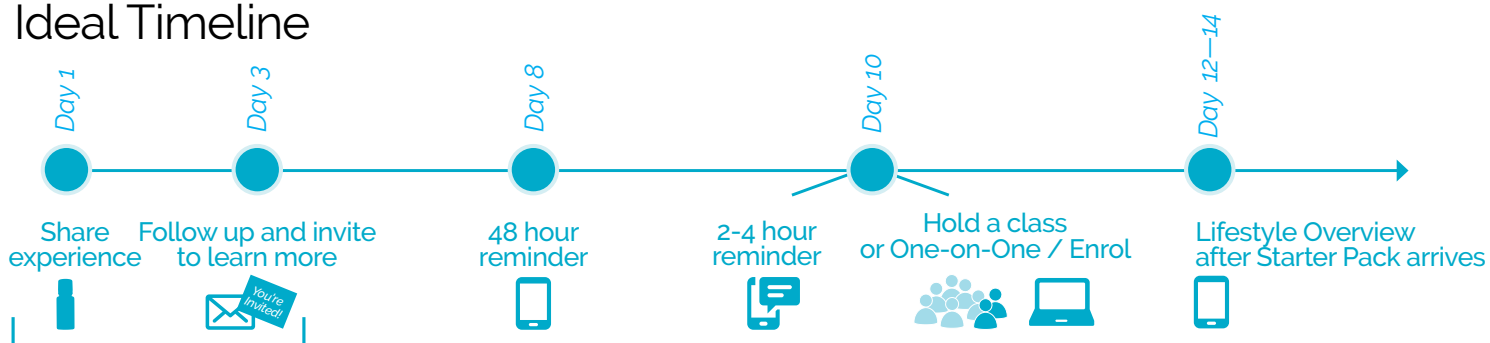 Ideal Timeline
Day 1
Day 3
Day 8
Day 10
Day 12—14
Share
experience
Follow up and invite
to learn more
You're
Invited!
48 hour
reminder
2-4 hour
reminder
Hold a class
or One-on-One / Enrol
Lifestyle Overview
after Starter Pack arrives